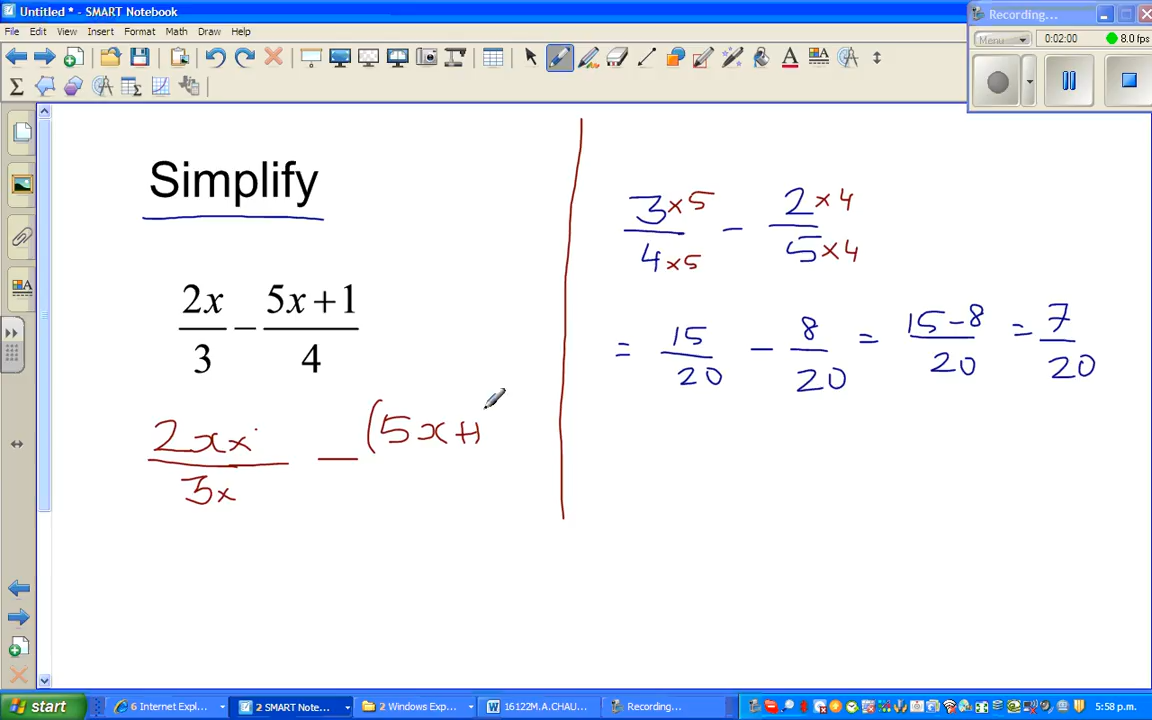 Untitled * - SMART Notebook
File Edit View Insert Format Math Draw Help
Recording...
Menu 0:02:00 8.0 fps
Simplify
2x/3 − 5x+1/4
2x×/3× − (5x+1
3×5/4×5 − 2×4/5×4
= 15/20 − 8/20 = 15−8/20 = 7/20
start 6 Internet Expl... 2 SMART Note... 2 Windows Exp... 16122M.A.CHAU... Recording... 5:58 p.m.